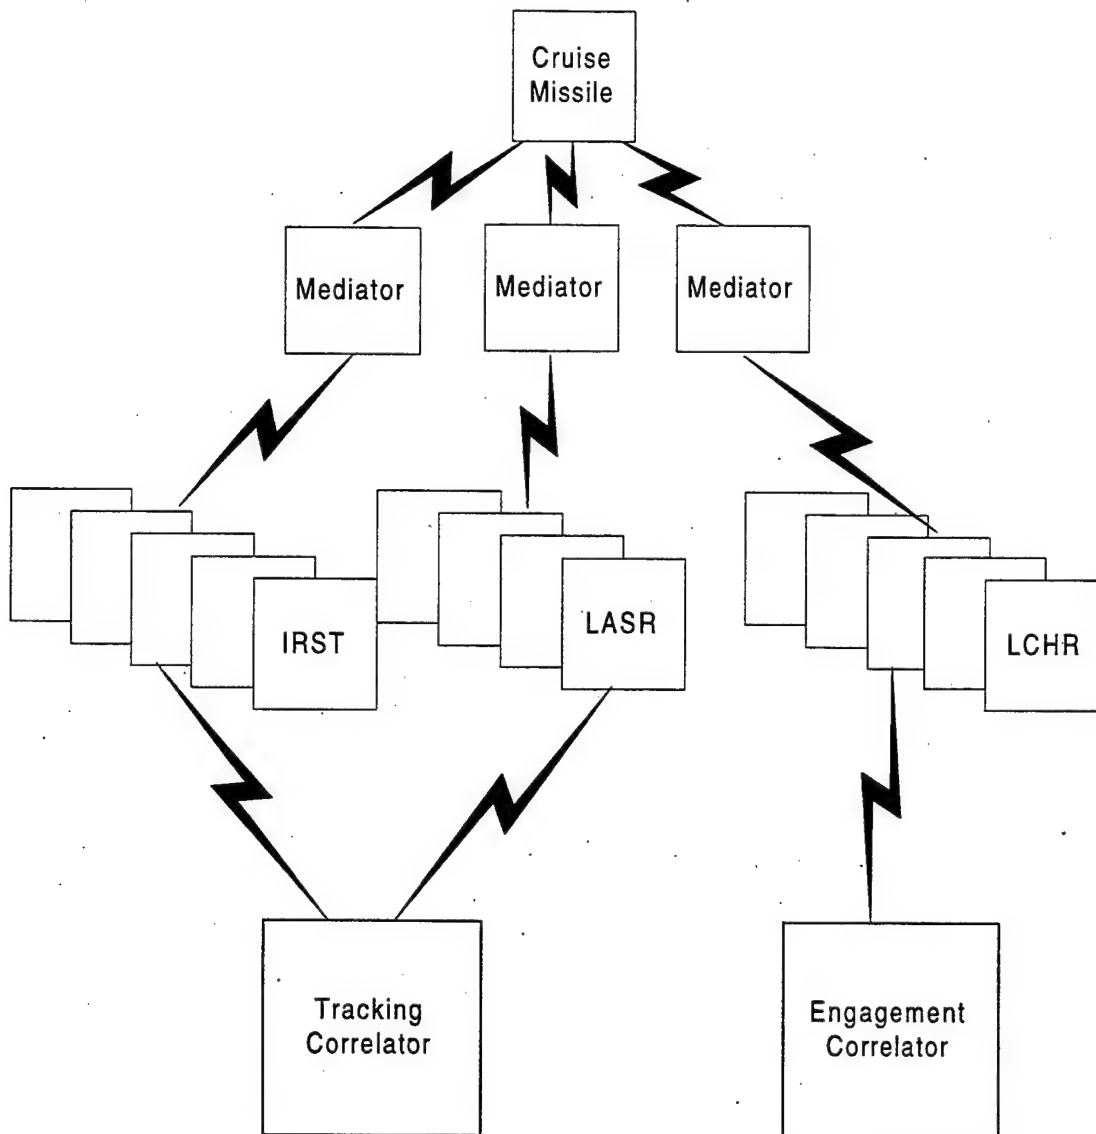 Cruise
Missile
Mediator
Mediator
Mediator
IRST
LASR
LCHR
Tracking
Correlator
Engagement
Correlator